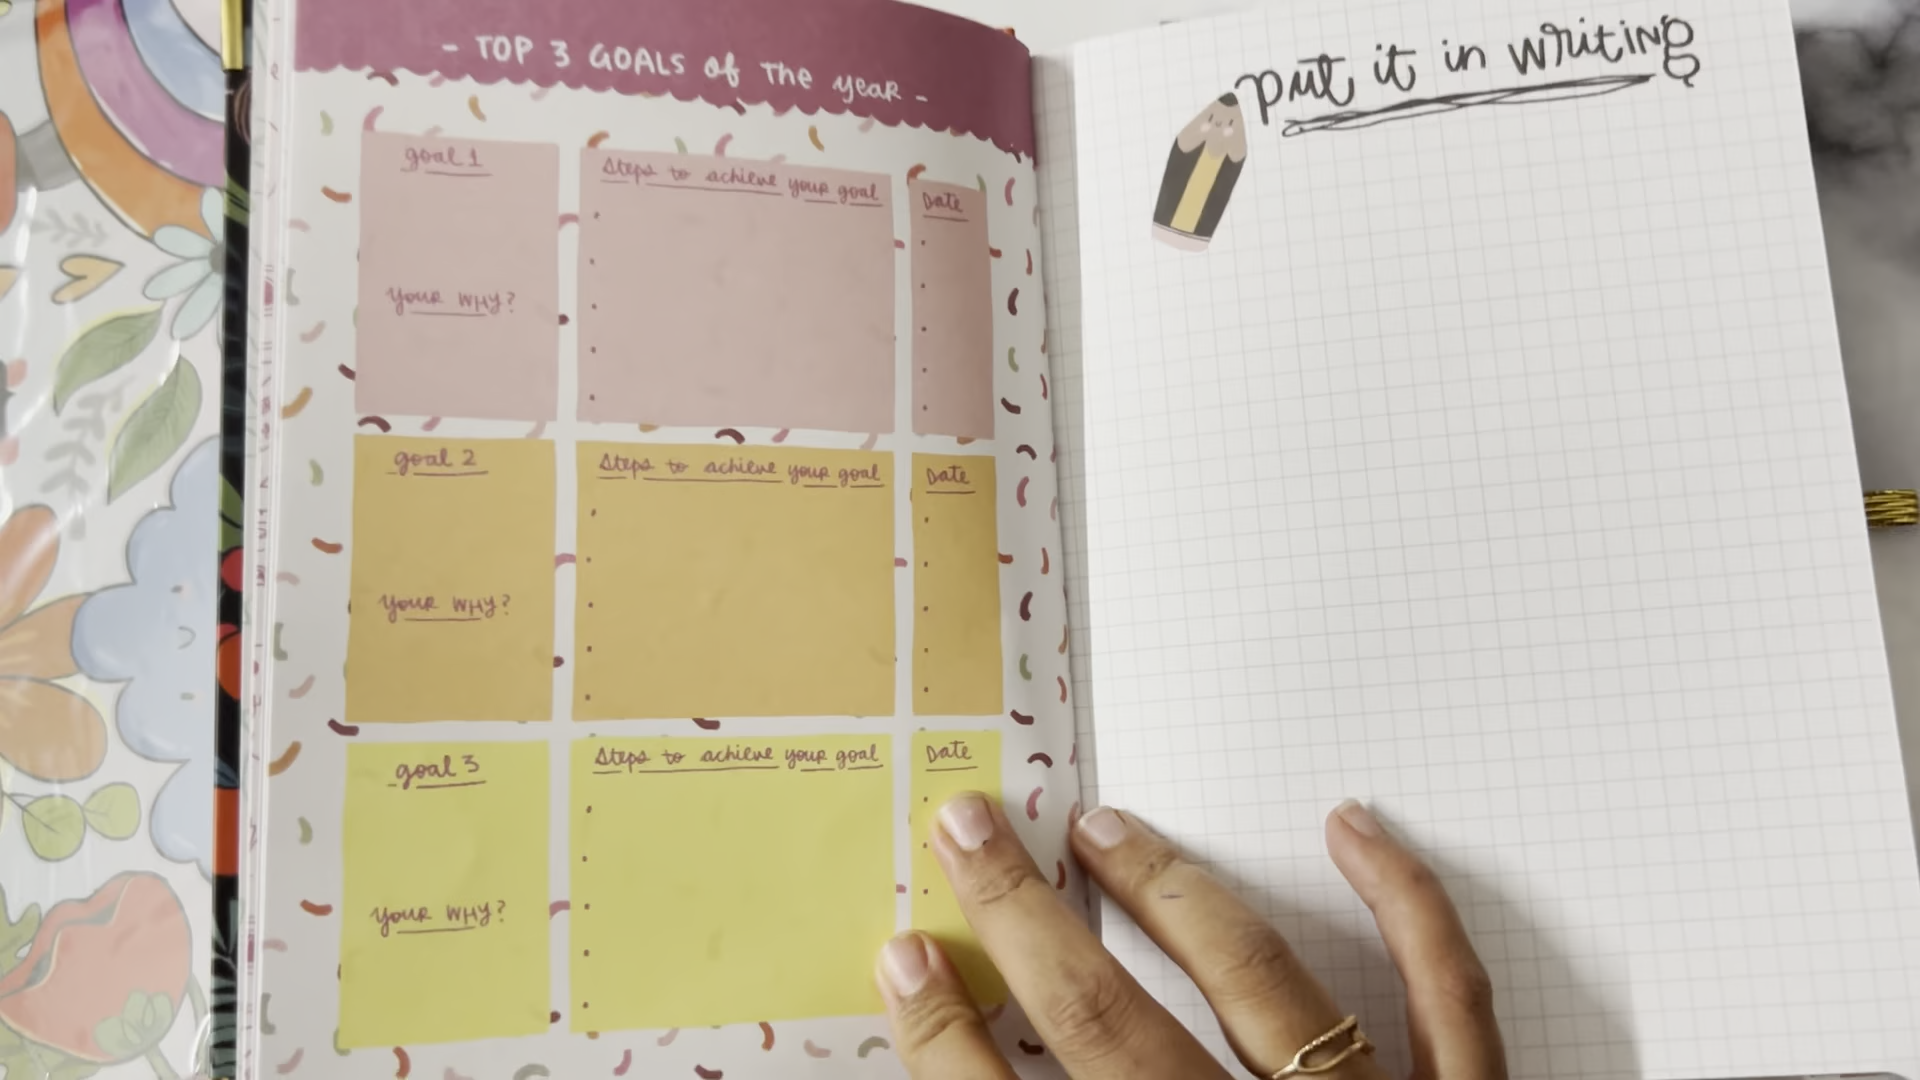 - TOP 3 GOALS of The year -
goal 1
Your WHY?
Steps to achieve your goal
Date
goal 2
Your WHY?
Steps to achieve your goal
Date
goal 3
Your WHY?
Steps to achieve your goal
Date
put it in writing